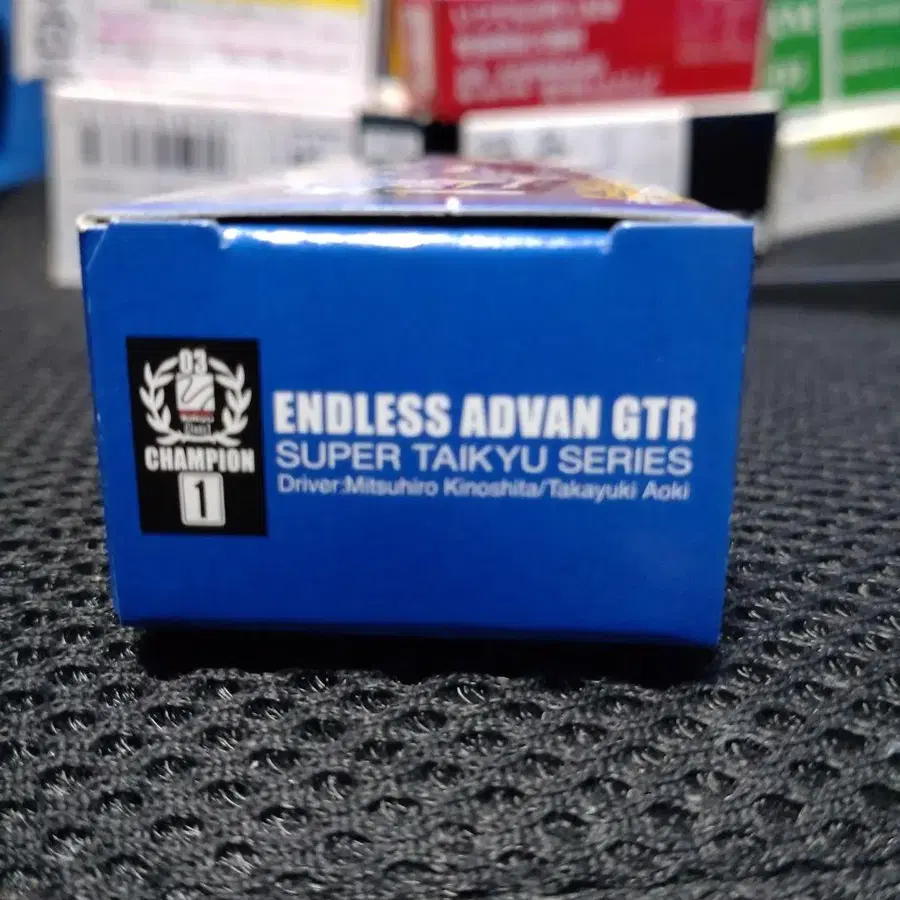 03
CHAMPION
1
ENDLESS ADVAN GTR
SUPER TAIKYU SERIES
Driver:Mitsuhiro Kinoshita/Takayuki Aoki